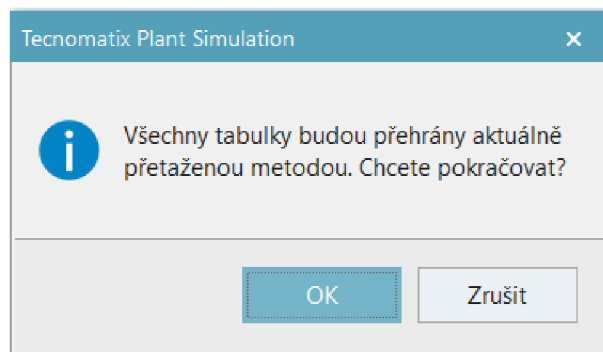 Tecnomatix Plant Simulation
Všechny tabulky budou přehrány aktuálně
přetaženou metodou. Chcete pokračovat?
OK
Zrušit